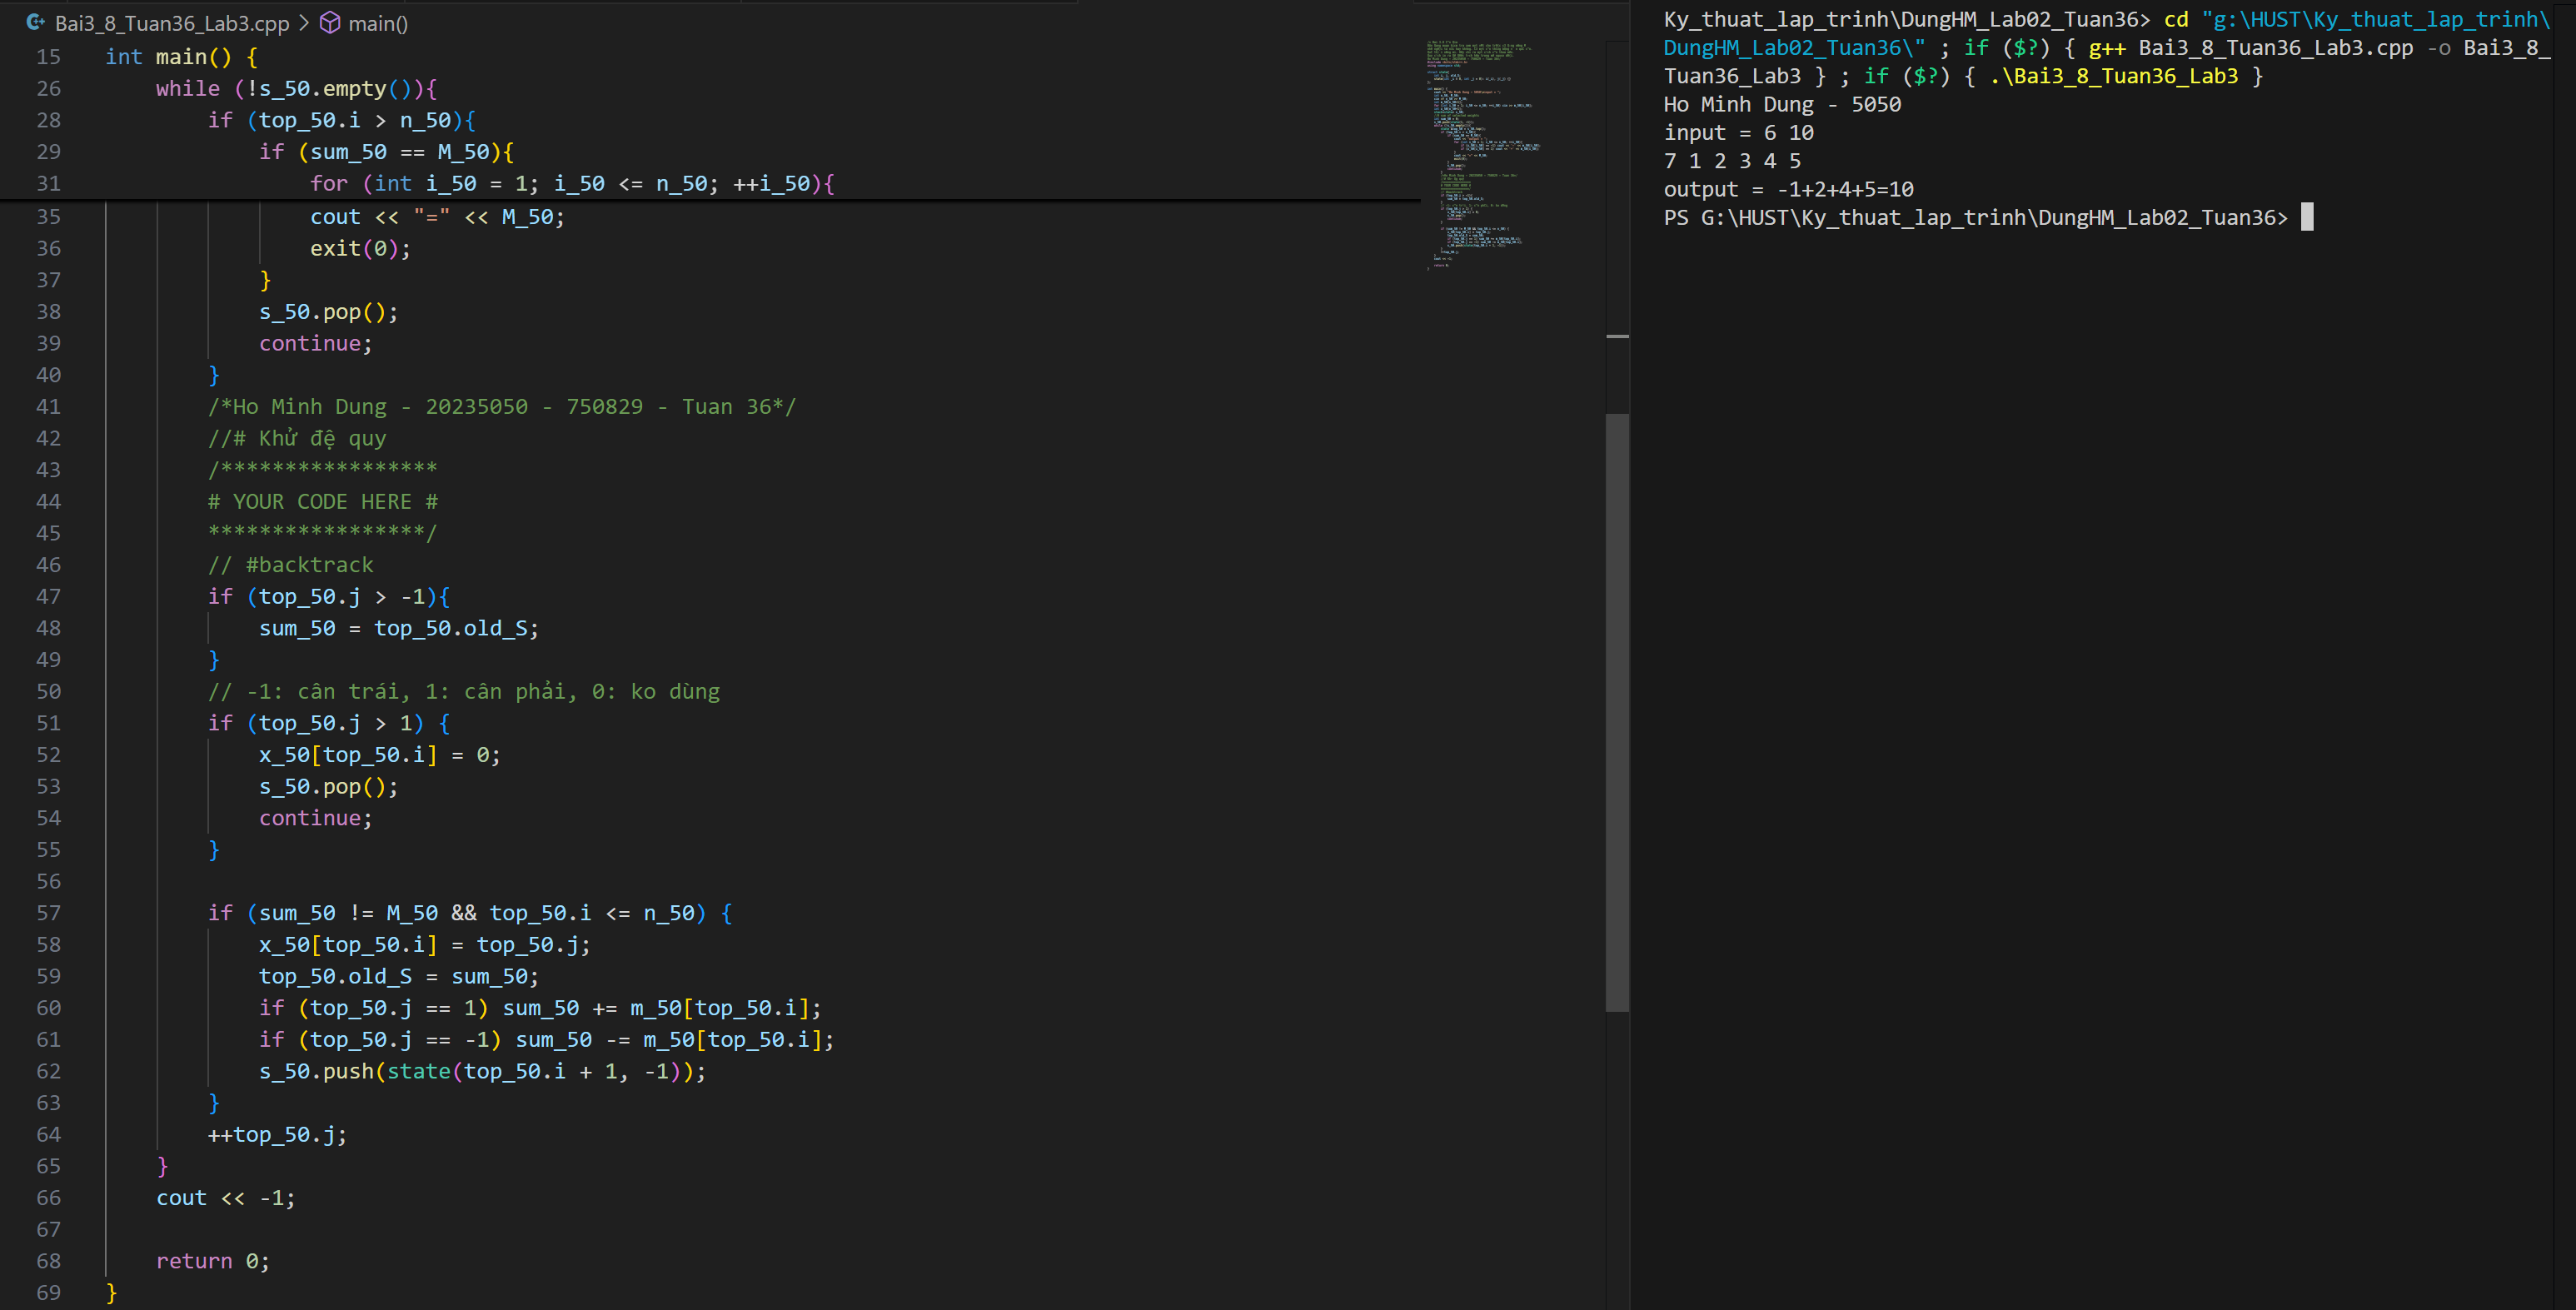 Bai3_8_Tuan36_Lab3.cpp > main()
15 int main() {
26 while (!s_50.empty()){
28 if (top_50.i > n_50){
29 if (sum_50 == M_50){
31 for (int i_50 = 1; i_50 <= n_50; ++i_50){
35 cout << "=" << M_50;
36 exit(0);
37 }
38 s_50.pop();
39 continue;
40 }
41 /*Ho Minh Dung - 20235050 - 750829 - Tuan 36*/
42 //# Khử đệ quy
43 /*****************
44 # YOUR CODE HERE #
45 *****************/
46 // #backtrack
47 if (top_50.j > -1){
48 sum_50 = top_50.old_S;
49 }
50 // -1: cân trái, 1: cân phải, 0: ko dùng
51 if (top_50.j > 1) {
52 x_50[top_50.i] = 0;
53 s_50.pop();
54 continue;
55 }
56
57 if (sum_50 != M_50 && top_50.i <= n_50) {
58 x_50[top_50.i] = top_50.j;
59 top_50.old_S = sum_50;
60 if (top_50.j == 1) sum_50 += m_50[top_50.i];
61 if (top_50.j == -1) sum_50 -= m_50[top_50.i];
62 s_50.push(state(top_50.i + 1, -1));
63 }
64 ++top_50.j;
65 }
66 cout << -1;
67
68 return 0;
69 }
Ky_thuat_lap_trinh\DungHM_Lab02_Tuan36> cd "g:\HUST\Ky_thuat_lap_trinh\
DungHM_Lab02_Tuan36\" ; if ($?) { g++ Bai3_8_Tuan36_Lab3.cpp -o Bai3_8_
Tuan36_Lab3 } ; if ($?) { .\Bai3_8_Tuan36_Lab3 }
Ho Minh Dung - 5050
input = 6 10
7 1 2 3 4 5
output = -1+2+4+5=10
PS G:\HUST\Ky_thuat_lap_trinh\DungHM_Lab02_Tuan36>